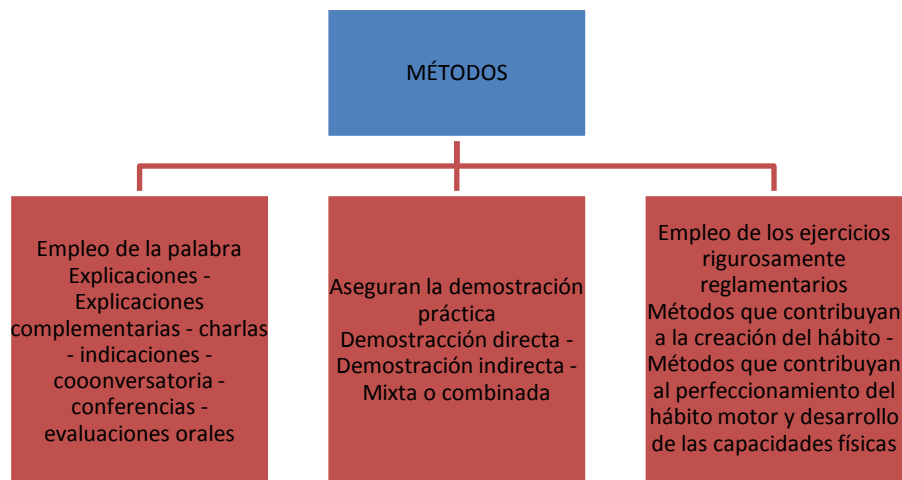 MÉTODOS
Empleo de la palabra
Explicaciones -
Explicaciones
complementarias - charlas
- indicaciones -
cooonversatoria -
conferencias -
evaluaciones orales
Aseguran la demostración
práctica
Demostracción directa -
Demostración indirecta -
Mixta o combinada
Empleo de los ejercicios
rigurosamente
reglamentarios
Métodos que contribuyan
a la creación del hábito -
Métodos que contribuyan
al perfeccionamiento del
hábito motor y desarrollo
de las capacidades físicas